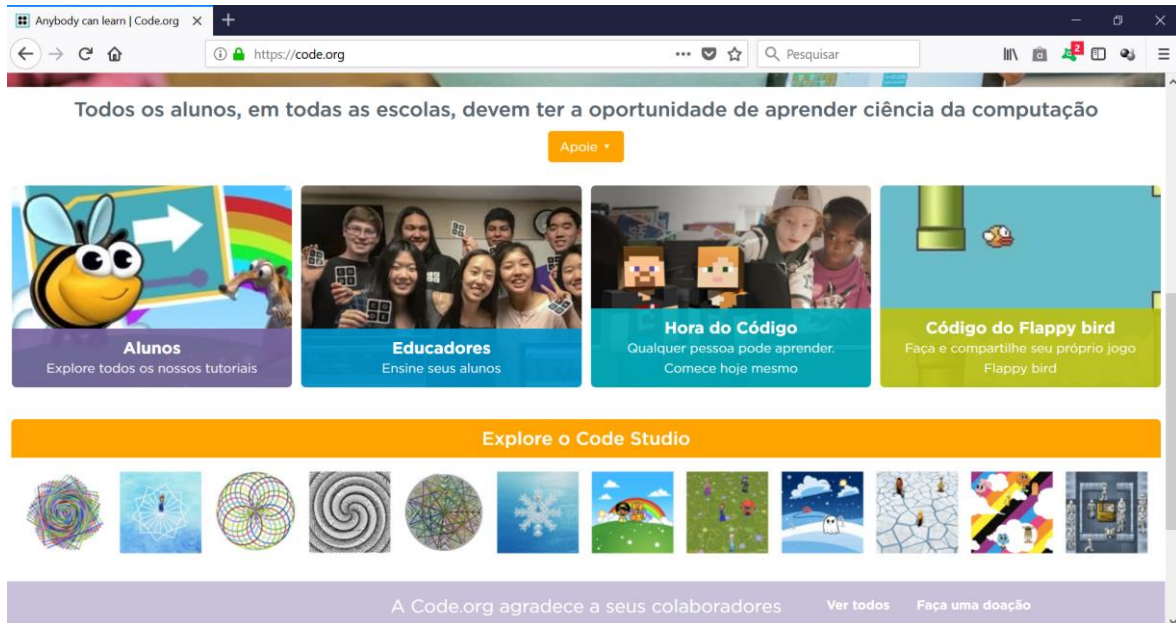 Anybody can learn | Code.org
https://code.org
Pesquisar
2
Todos os alunos, em todas as escolas, devem ter a oportunidade de aprender ciência da computação
Apoie
Alunos
Explore todos os nossos tutoriais
Educadores
Ensine seus alunos
Hora do Código
Qualquer pessoa pode aprender.
Comece hoje mesmo
Código do Flappy bird
Faça e compartilhe seu próprio jogo
Flappy bird
Explore o Code Studio
A Code.org agradece a seus colaboradores Ver todos Faça uma doação